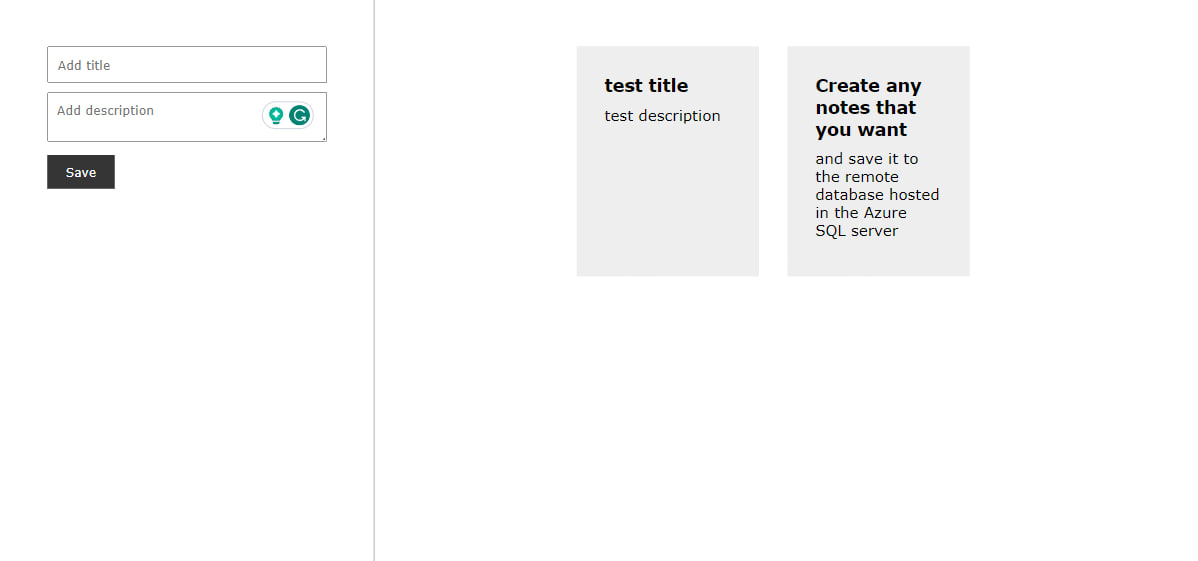 Add title
Add description
Save
test title
test description
Create any
notes that
you want
and save it to
the remote
database hosted
in the Azure
SQL server